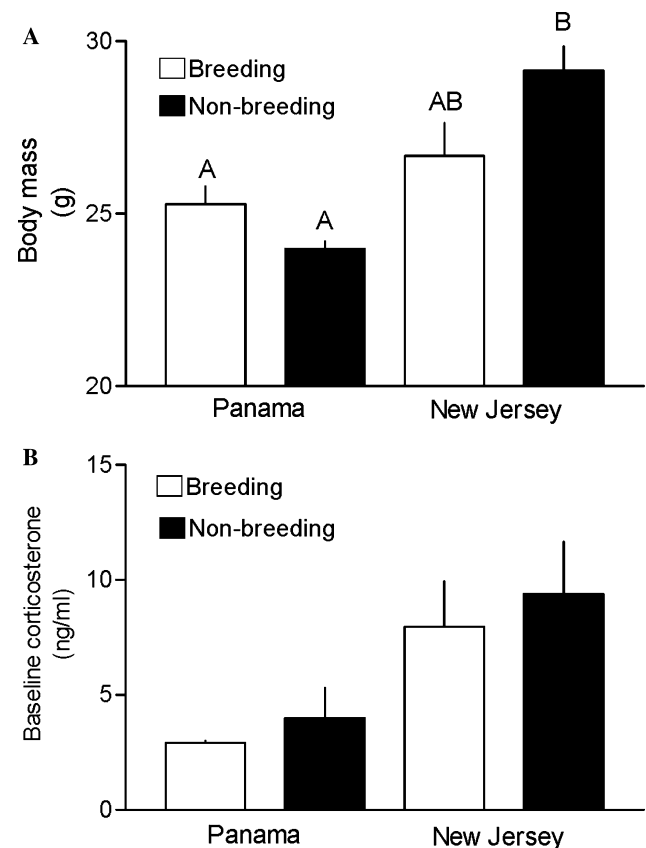 A
30
B
Breeding
Non-breeding
AB
A
A
25
20
Body mass
(g)
Panama New Jersey
B
15
Breeding
Non-breeding
10
5
0
Baseline corticosterone
(ng/ml)
Panama New Jersey